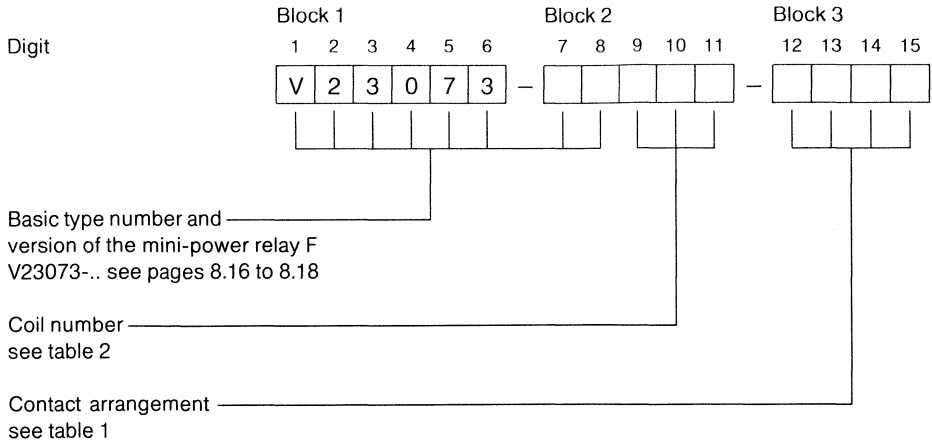 Block 1 Block 2 Block 3
Digit 1 2 3 4 5 6 7 8 9 10 11 12 13 14 15
V 2 3 0 7 3 – –
Basic type number and
version of the mini-power relay F
V23073-.. see pages 8.16 to 8.18
Coil number
see table 2
Contact arrangement
see table 1